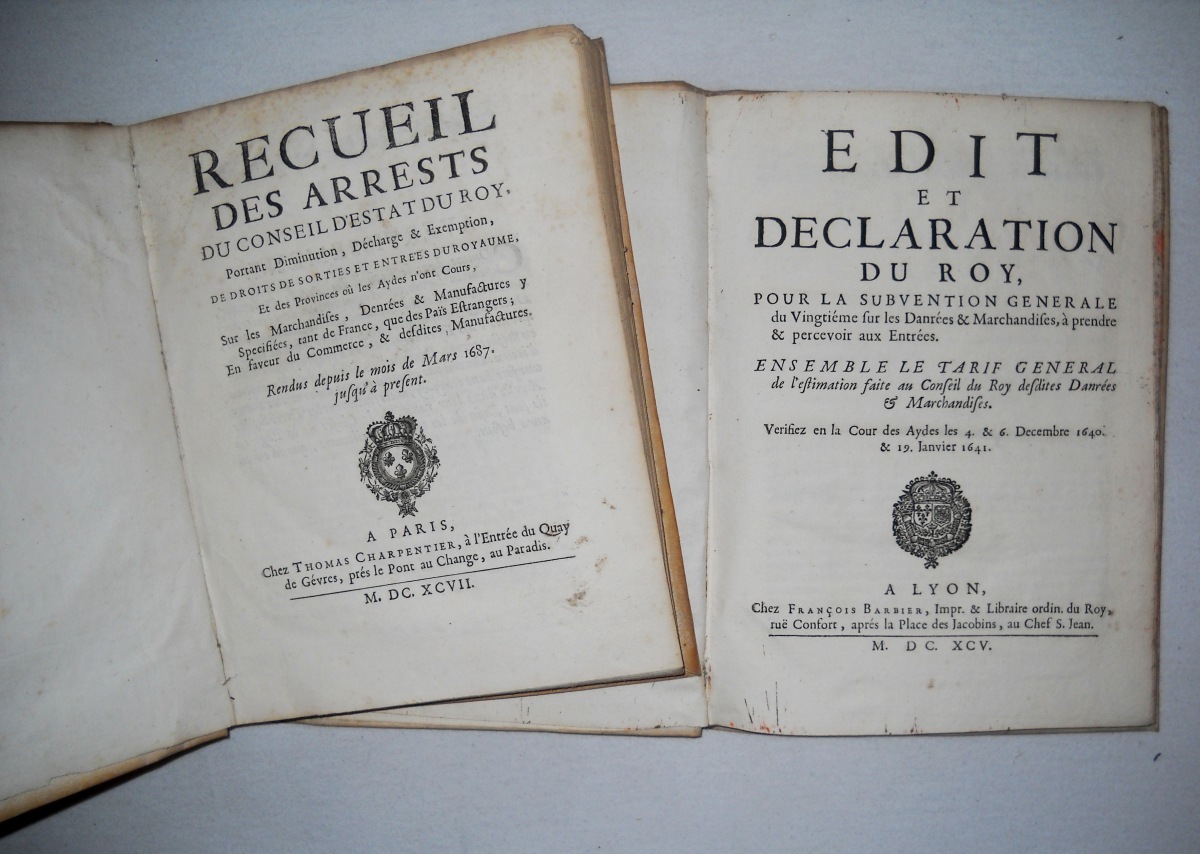 RECUEIL
DES ARRESTS
DU CONSEIL D'ESTAT DU ROY,
Portant Diminution, Décharge & Exemption,
DE DROITS DE SORTIES ET ENTRE'ES DU ROYAUME,
Et des Provinces où les Aydes n'ont Cours,
Sur les Marchandiſes, Denrées & Manufactures y
Specifiées, tant de France, que des Païs Eſtrangers;
En faveur du Commerce, & deſdites Manufactures.
Rendus depuis le mois de Mars 1687.
juſqu'à preſent.
A PARIS,
Chez THOMAS CHARPENTIER, à l'Entrée du Quay
de Gévres, prés le Pont au Change, au Paradis.
M. DC. XCVII.
EDIT
ET
DECLARATION
DU ROY,
POUR LA SUBVENTION GENERALE
du Vingtiéme ſur les Danrées & Marchandiſes, à prendre
& percevoir aux Entrées.
ENSEMBLE LE TARIF GENERAL
de l'eſtimation faite au Conſeil du Roy deſdites Danrées
& Marchandiſes.
Verifiez en la Cour des Aydes les 4. & 6. Decembre 1640.
& 19. Janvier 1641.
A LYON,
Chez FRANÇOIS BARBIER, Impr. & Libraire ordin. du Roy,
ruë Confort, aprés la Place des Jacobins, au Chef S. Jean.
M. DC. XCV.